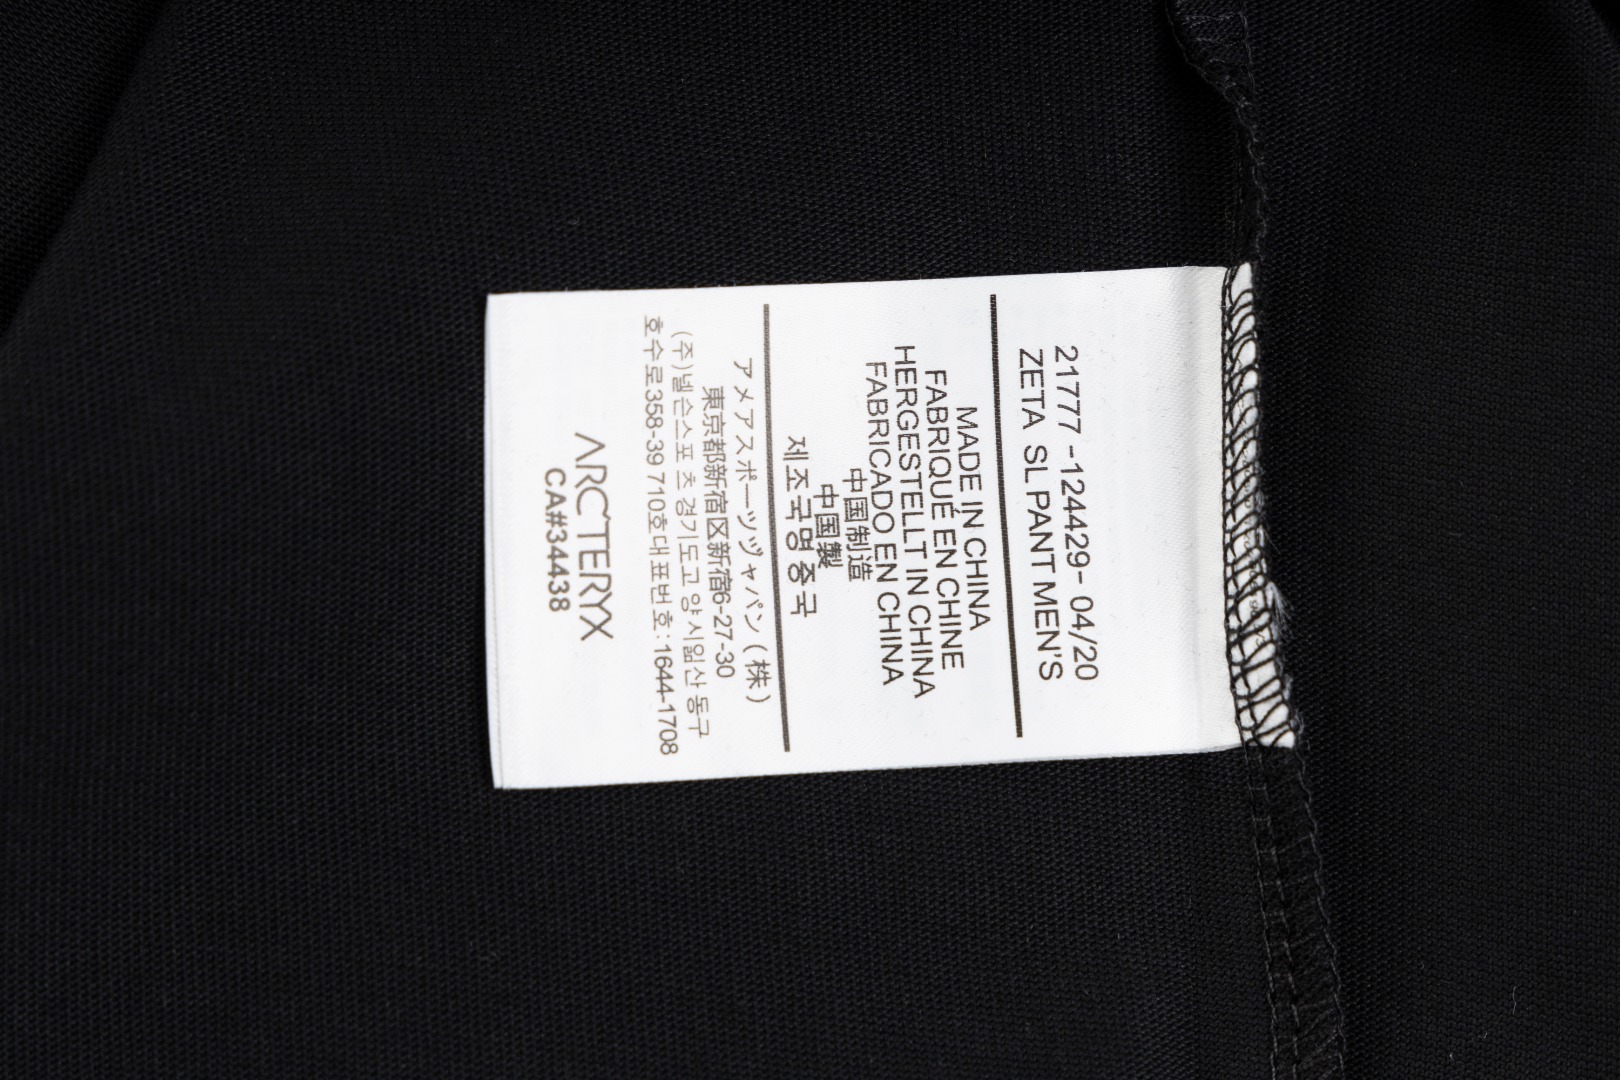 21777 -124429- 04/20
ZETA SL PANT MEN'S
MADE IN CHINA
FABRIQUÉ EN CHINE
HERGESTELLT IN CHINA
FABRICADO EN CHINA
中国制造
中国製
제조국명 중국
アメアスポーツジャパン(株)
東京都新宿区新宿6-27-30
(주)넬슨스포 츠 경기도고 양시일산동구
호수로358-39 710호대표번호: 1644-1708
ARC'TERYX
CA#34438